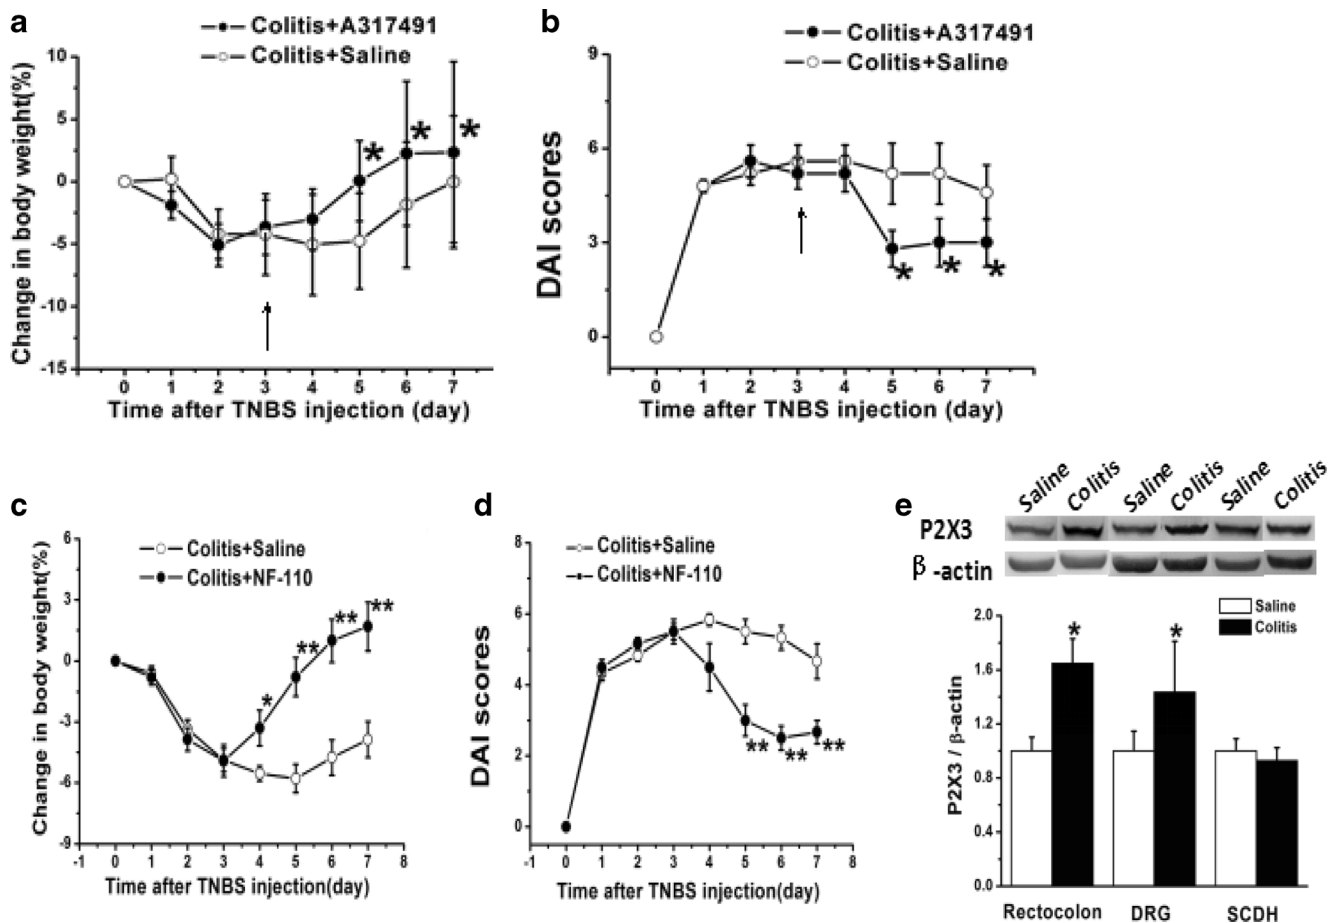 a
Colitis+A317491
Colitis+Saline
Change in body weight(%)
10
5
0
-5
-10
-15
* * *
0 1 2 3 4 5 6 7
Time after TNBS injection (day)
b
Colitis+A317491
Colitis+Saline
DAI scores
9
6
3
0
* * *
0 1 2 3 4 5 6 7
Time after TNBS injection (day)
c
Colitis+Saline
Colitis+NF-110
Change in body weight(%)
6
3
0
-3
-6
-9
* ** ** **
-1 0 1 2 3 4 5 6 7 8
Time after TNBS injection(day)
d
Colitis+Saline
Colitis+NF-110
DAI scores
8
6
4
2
0
** ** **
-1 0 1 2 3 4 5 6 7 8
Time after TNBS injection(day)
e
Saline Colitis Saline Colitis Saline Colitis
P2X3
β-actin
Saline
Colitis
P2X3 / β-actin
2.0
1.6
1.2
0.8
0.4
0.0
* *
Rectocolon DRG SCDH